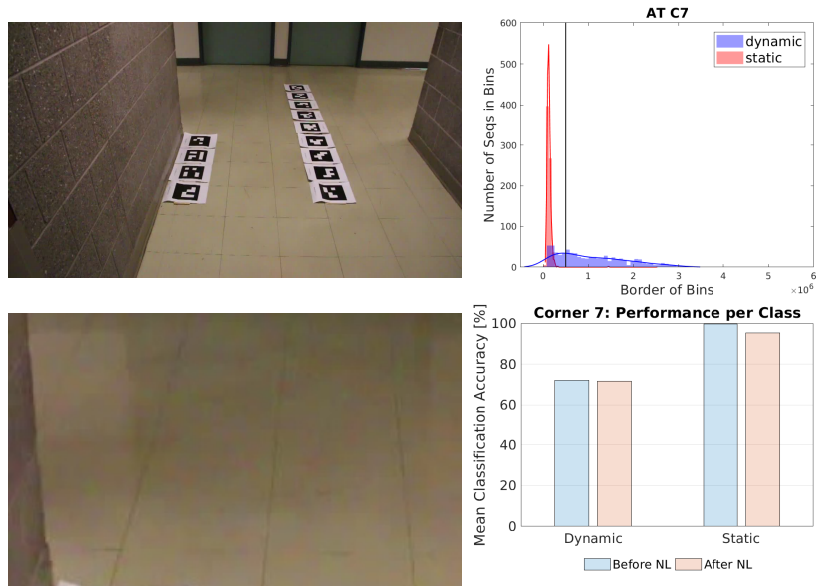 AT C7
Number of Seqs in Bins
600
500
400
300
200
100
0
dynamic
static
0 1 2 3 4 5 6
×10⁶
Border of Bins
Corner 7: Performance per Class
Mean Classification Accuracy [%]
100
80
60
40
20
0
Dynamic Static
Before NL After NL